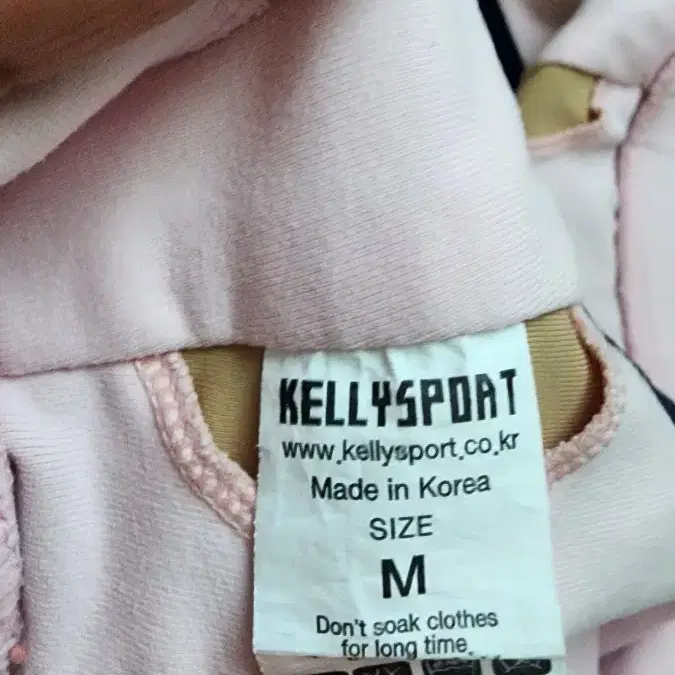 KELLYSPORT
www.kellysport.co.kr
Made in Korea
SIZE
M
Don't soak clothes
for long time.